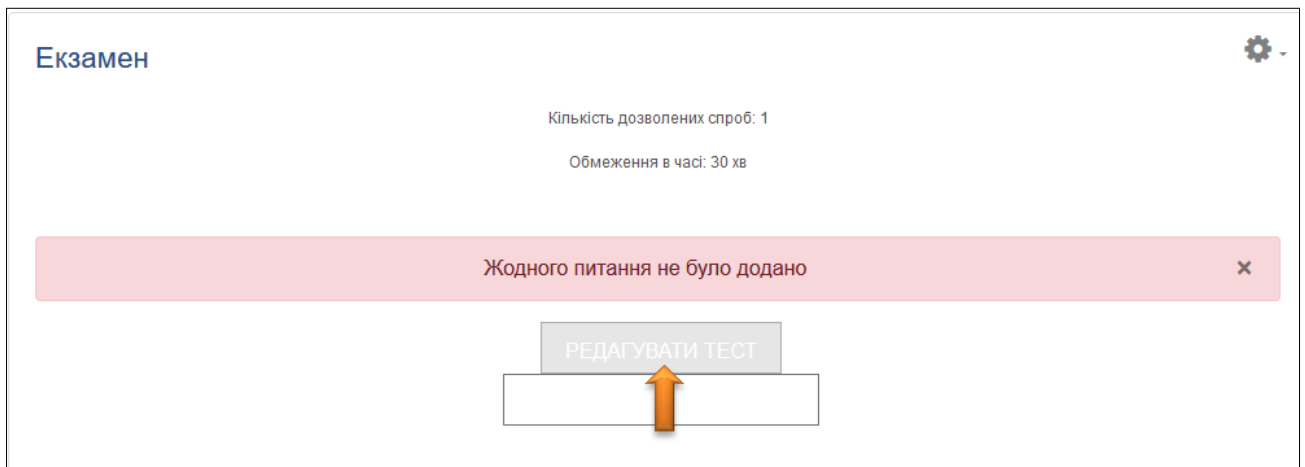 Екзамен
Кількість дозволених спроб: 1
Обмеження в часі: 30 хв
Жодного питання не було додано
РЕДАГУВАТИ ТЕСТ